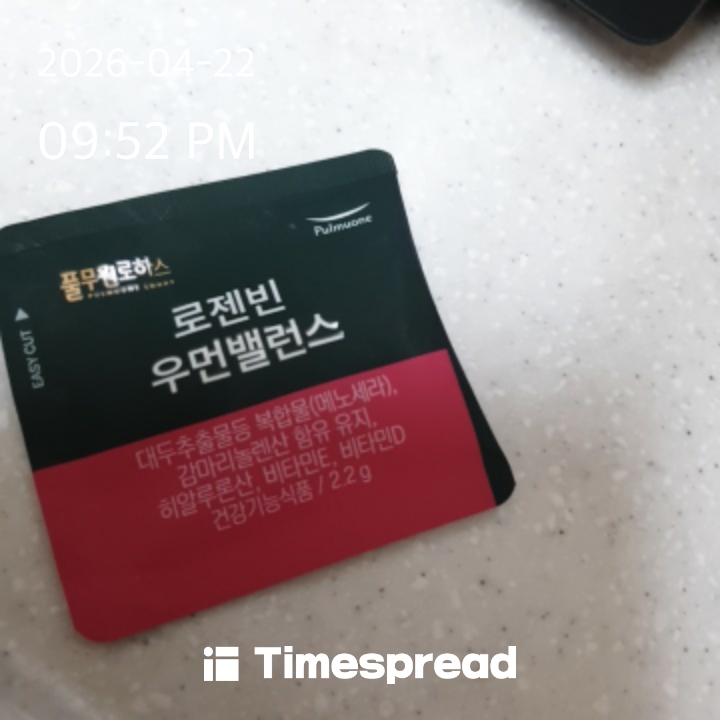 2026-04-22
09:52 PM
Pulmuone
풀무원로하스
PULMUONE LOHAS
로젠빈
우먼밸런스
EASY CUT
대두추출물등 복합물(메노세라),
감마리놀렌산 함유 유지,
히알루론산, 비타민E, 비타민D
건강기능식품 / 2.2 g
Timespread